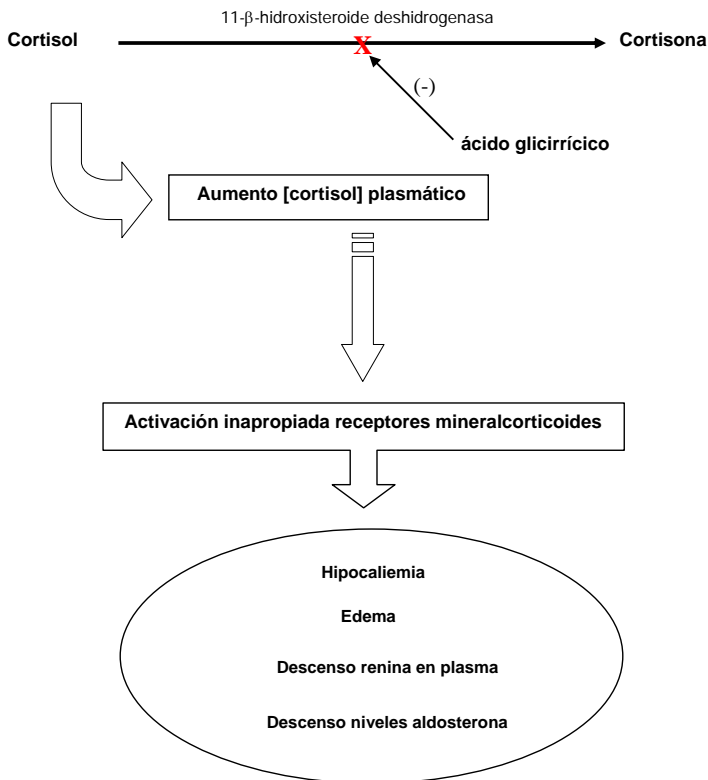 11-β-hidroxisteroide deshidrogenasa
Cortisol
X
Cortisona
(-)
ácido glicirrícico
Aumento [cortisol] plasmático
Activación inapropiada receptores mineralcorticoides
Hipocaliemia
Edema
Descenso renina en plasma
Descenso niveles aldosterona